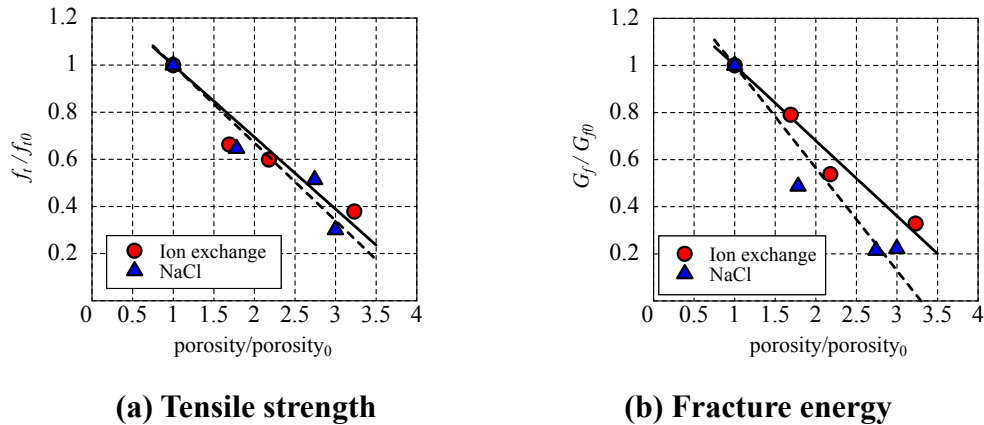 1.2
1
0.8
0.6
0.4
0.2
f_t / f_t0
Ion exchange
NaCl
0 0.5 1 1.5 2 2.5 3 3.5 4
porosity/porosity₀
(a) Tensile strength
1.2
1
0.8
0.6
0.4
0.2
G_f / G_f0
Ion exchange
NaCl
0 0.5 1 1.5 2 2.5 3 3.5 4
porosity/porosity₀
(b) Fracture energy